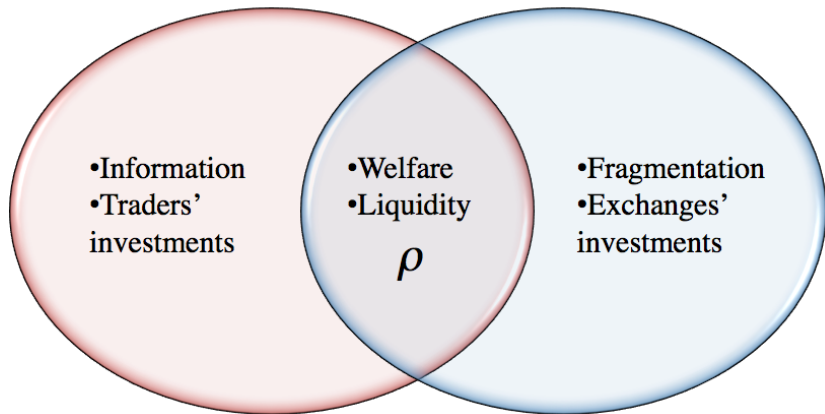 •Information
•Traders’
investments
•Welfare
•Liquidity
ρ
•Fragmentation
•Exchanges’
investments